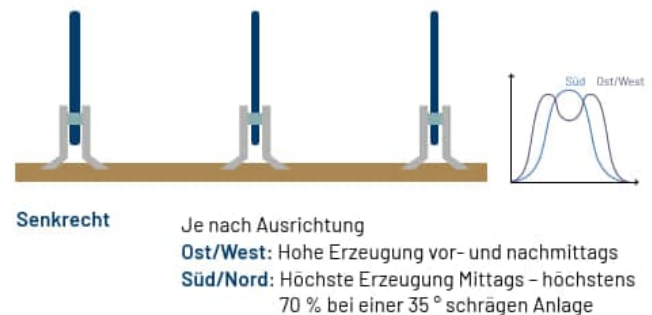 Süd Ost/West
Senkrecht
Je nach Ausrichtung
Ost/West: Hohe Erzeugung vor- und nachmittags
Süd/Nord: Höchste Erzeugung Mittags – höchstens
70 % bei einer 35 ° schrägen Anlage